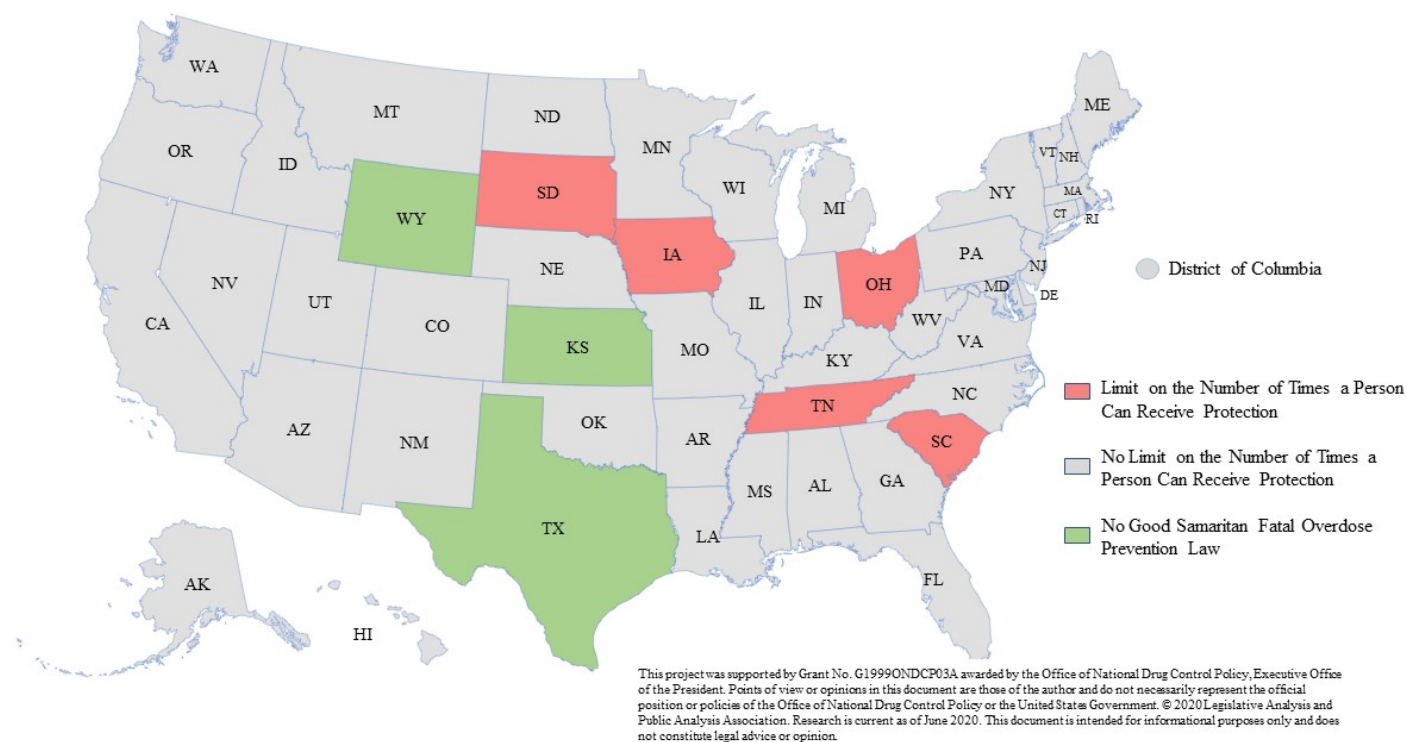 WA
MT
ND
MN
ME
OR
ID
SD
WI
VT
NH
NY
MA
WY
MI
CT
RI
IA
PA
NE
NJ
District of Columbia
NV
OH
MD
DE
UT
IL
IN
CA
CO
WV
VA
KS
MO
KY
Limit on the Number of Times a Person
Can Receive Protection
NC
TN
AZ
OK
NM
AR
SC
No Limit on the Number of Times a
Person Can Receive Protection
MS
AL
GA
TX
LA
No Good Samaritan Fatal Overdose
Prevention Law
AK
FL
HI
This project was supported by Grant No. G1999ONDCP03A awarded by the Office of National Drug Control Policy, Executive Office
of the President. Points of view or opinions in this document are those of the author and do not necessarily represent the official
position or policies of the Office of National Drug Control Policy or the United States Government. © 2020 Legislative Analysis and
Public Analysis Association. Research is current as of June 2020. This document is intended for informational purposes only and does
not constitute legal advice or opinion.